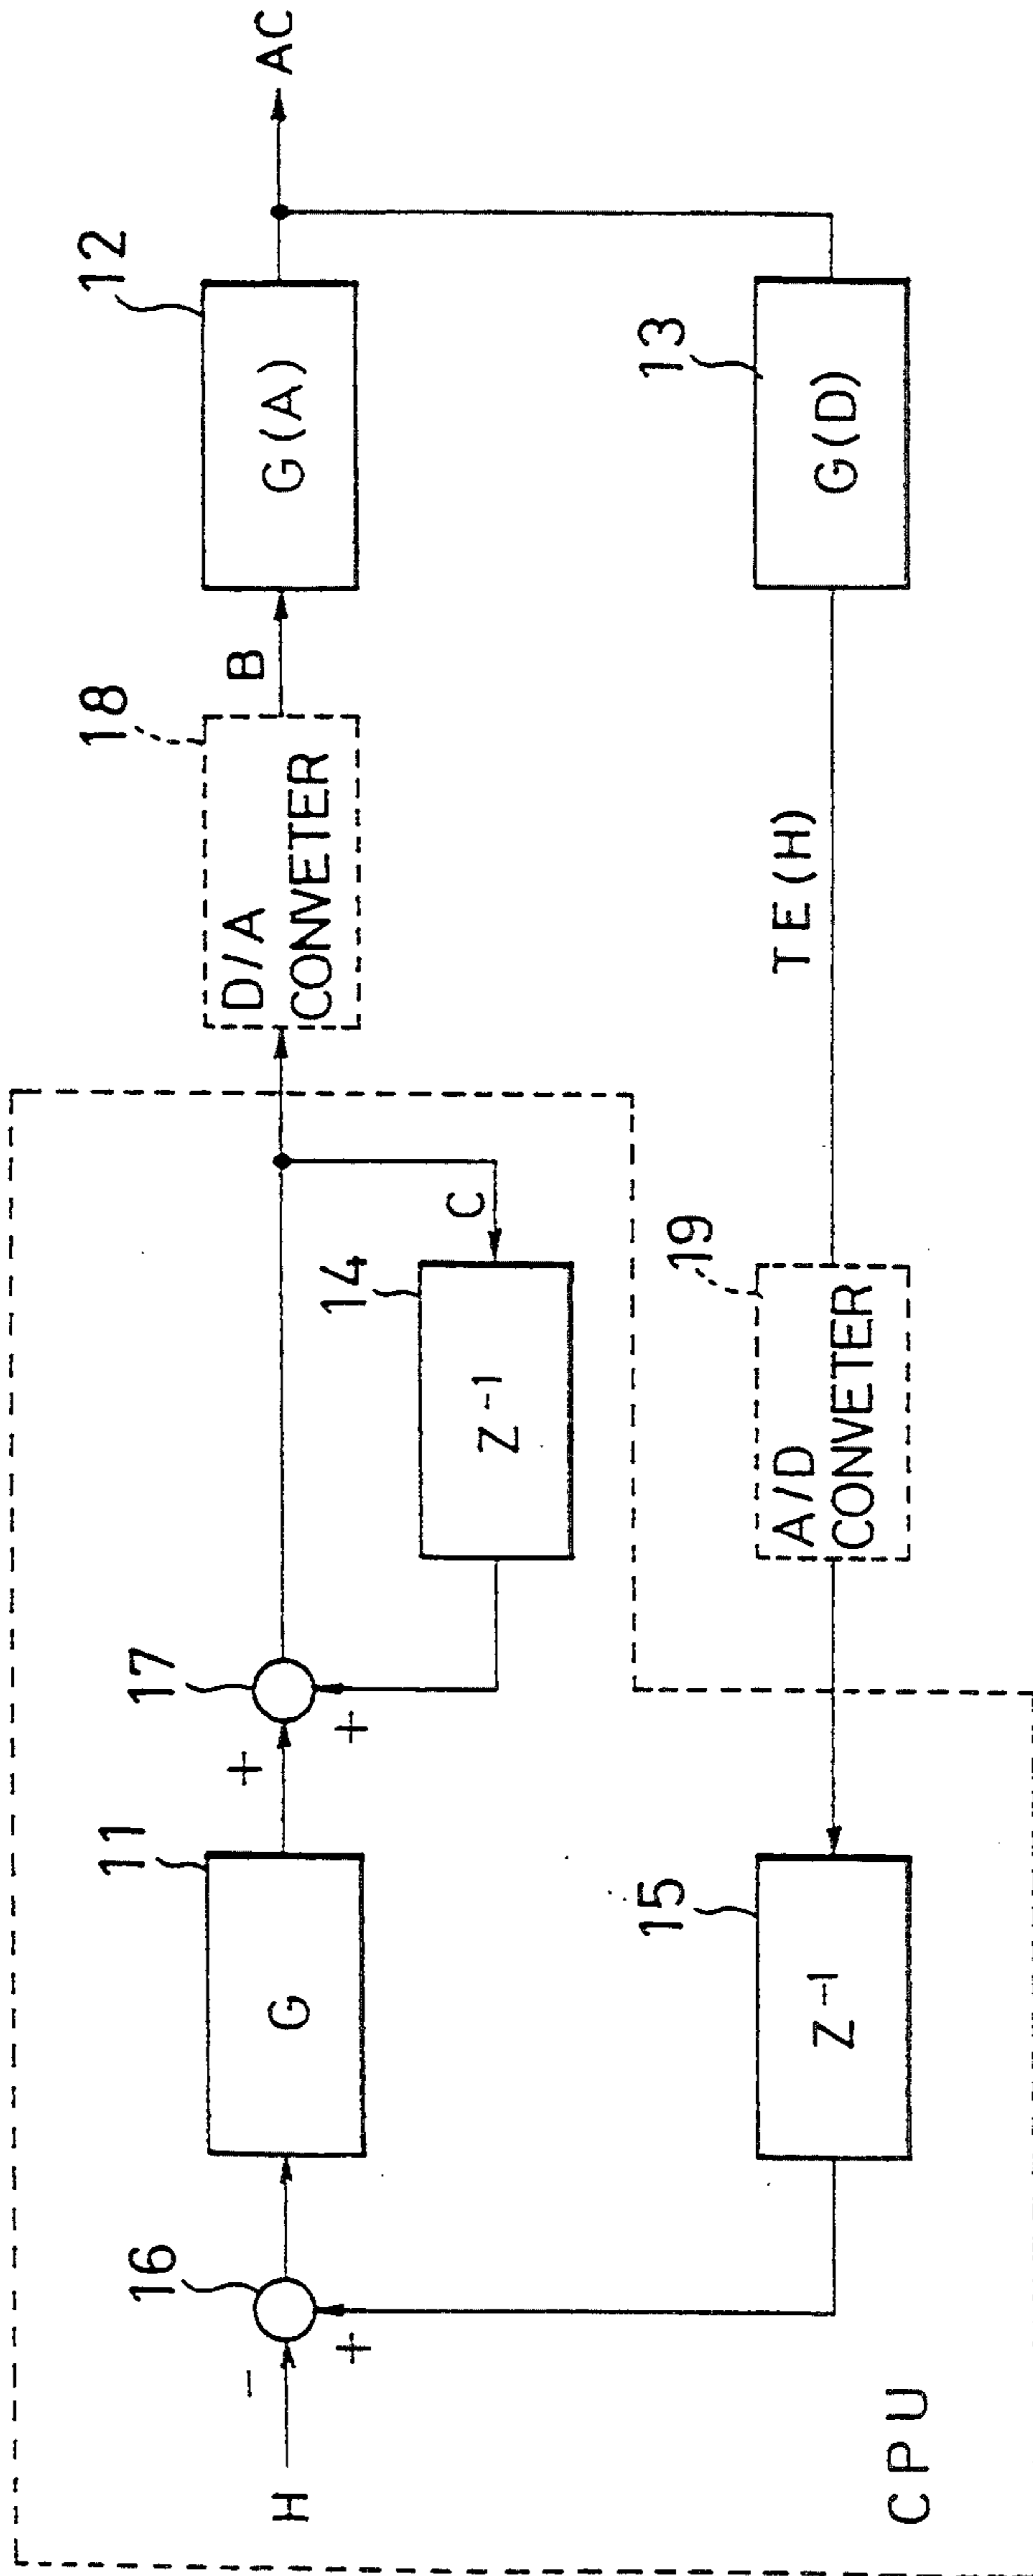 16
H
-
+
G
11
+
+
17
Z⁻¹
14
C
D/A
CONVETER
18
B
G(A)
12
AC
CPU
Z⁻¹
15
A/D
CONVETER
19
TE(H)
G(D)
13